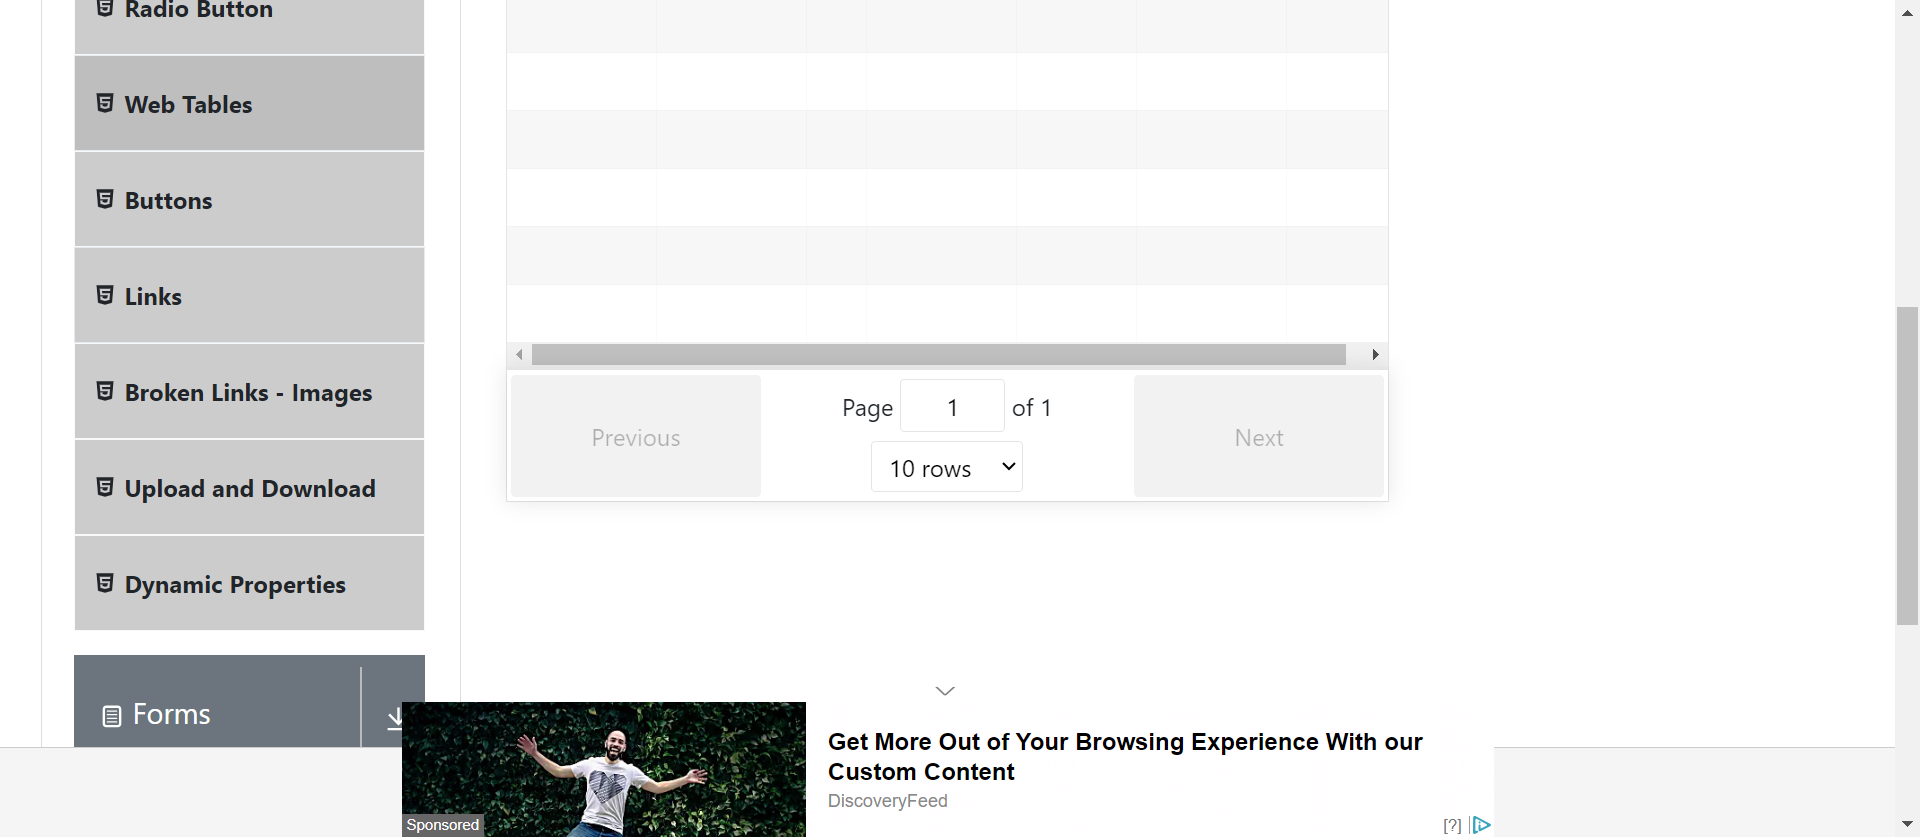 Radio Button
Web Tables
Buttons
Links
Broken Links - Images
Upload and Download
Dynamic Properties
Forms
Previous
Page 1 of 1
10 rows
Next
Get More Out of Your Browsing Experience With our
Custom Content
DiscoveryFeed
Sponsored
[?]